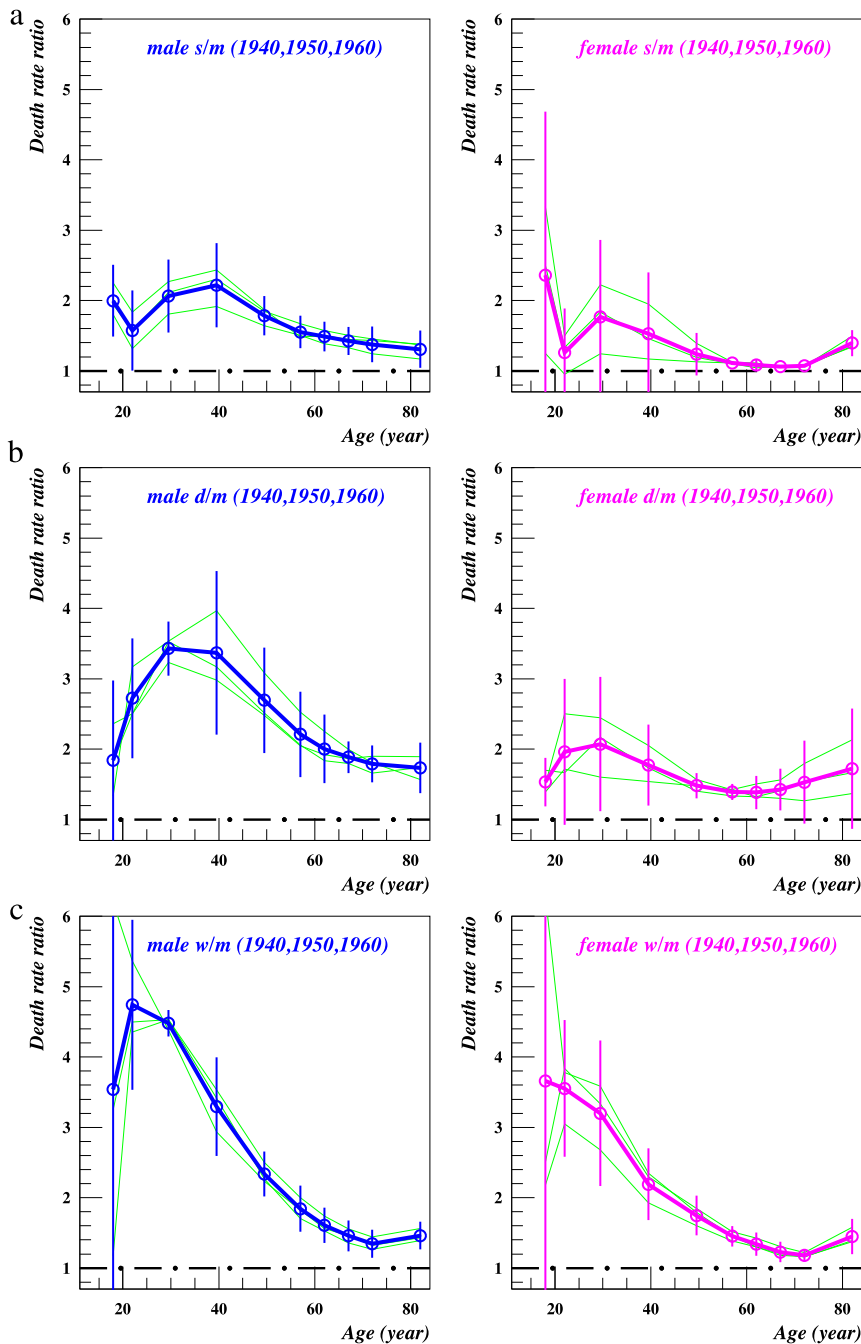 a
male s/m (1940,1950,1960)
Death rate ratio
6
5
4
3
2
1
20 40 60 80
Age (year)
female s/m (1940,1950,1960)
Death rate ratio
6
5
4
3
2
1
20 40 60 80
Age (year)
b
male d/m (1940,1950,1960)
Death rate ratio
6
5
4
3
2
1
20 40 60 80
Age (year)
female d/m (1940,1950,1960)
Death rate ratio
6
5
4
3
2
1
20 40 60 80
Age (year)
c
male w/m (1940,1950,1960)
Death rate ratio
6
5
4
3
2
1
20 40 60 80
Age (year)
female w/m (1940,1950,1960)
Death rate ratio
6
5
4
3
2
1
20 40 60 80
Age (year)